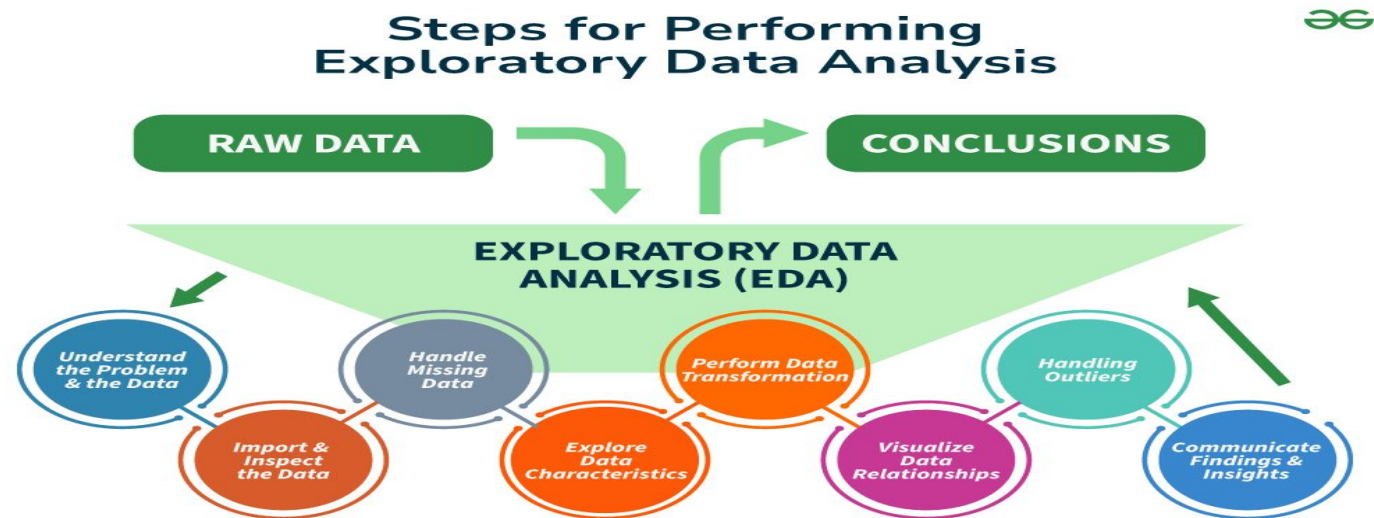 Steps for Performing
Exploratory Data Analysis
RAW DATA
CONCLUSIONS
EXPLORATORY DATA
ANALYSIS (EDA)
Understand
the Problem
& the Data
Import &
Inspect
the Data
Handle
Missing
Data
Explore
Data
Characteristics
Perform Data
Transformation
Visualize
Data
Relationships
Handling
Outliers
Communicate
Findings &
Insights